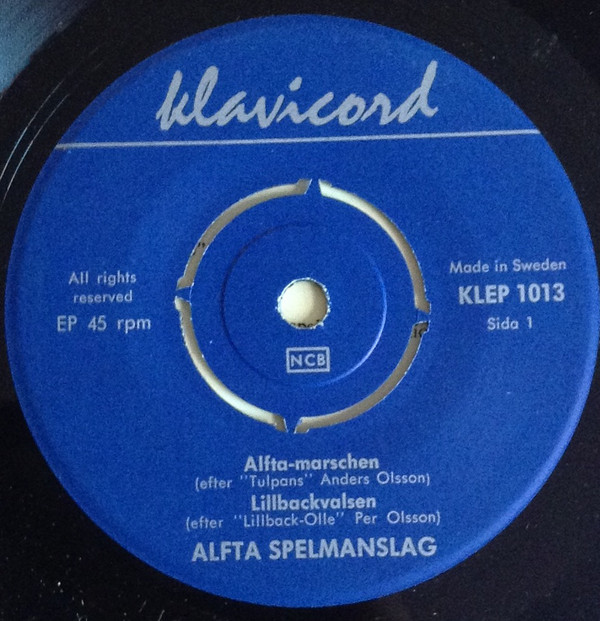 klavicord
All rights
reserved
EP 45 rpm
Made in Sweden
KLEP 1013
Sida 1
NCB
Alfta-marschen
(efter "Tulpans" Anders Olsson)
Lillbackvalsen
(efter "Lillback-Olle" Per Olsson)
ALFTA SPELMANSLAG